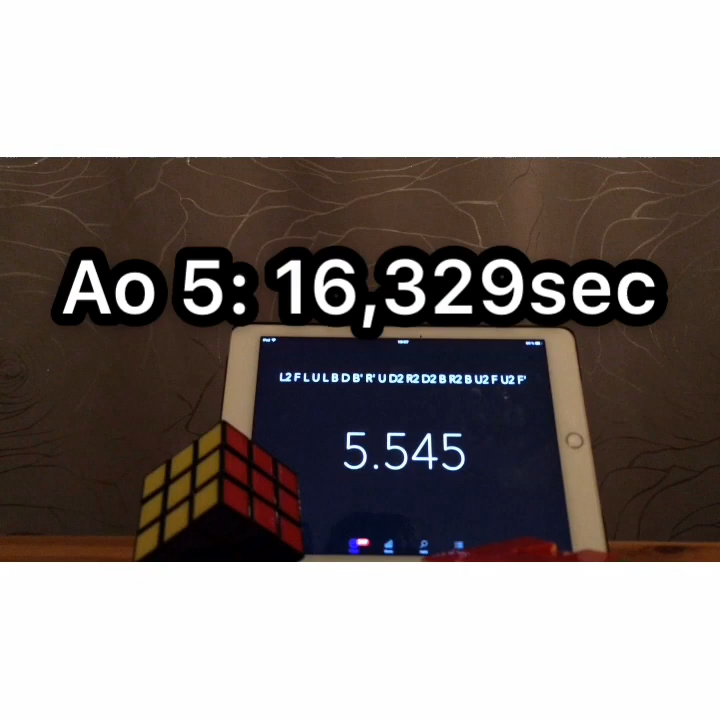 Ao 5: 16,329sec
L2 F L U L B D B' R' U D2 R2 D2 B R2 B U2 F U2 F'
5.545